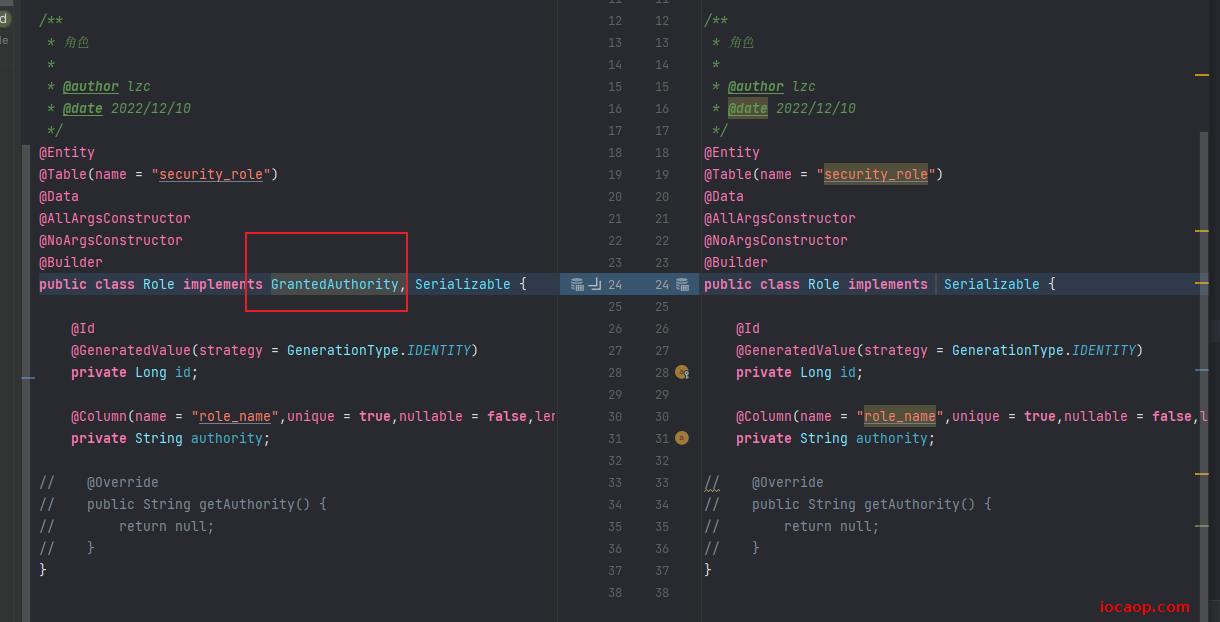 /**
 * 角色
 *
 * @author lzc
 * @date 2022/12/10
 */
@Entity
@Table(name = "security_role")
@Data
@AllArgsConstructor
@NoArgsConstructor
@Builder
public class Role implements GrantedAuthority, Serializable {
@Id
@GeneratedValue(strategy = GenerationType.IDENTITY)
private Long id;
@Column(name = "role_name",unique = true,nullable = false,len
private String authority;
//    @Override
//    public String getAuthority() {
//        return null;
//    }
}
11 11
12 12
13 13
14 14
15 15
16 16
17 17
18 18
19 19
20 20
21 21
22 22
23 23
24 24
25 25
26 26
27 27
28 28
29 29
30 30
31 31
32 32
33 33
34 34
35 35
36 36
37 37
38 38
/**
 * 角色
 *
 * @author lzc
 * @date 2022/12/10
 */
@Entity
@Table(name = "security_role")
@Data
@AllArgsConstructor
@NoArgsConstructor
@Builder
public class Role implements Serializable {
@Id
@GeneratedValue(strategy = GenerationType.IDENTITY)
private Long id;
@Column(name = "role_name",unique = true,nullable = false,l
private String authority;
//    @Override
//    public String getAuthority() {
//        return null;
//    }
}
iocaop.com